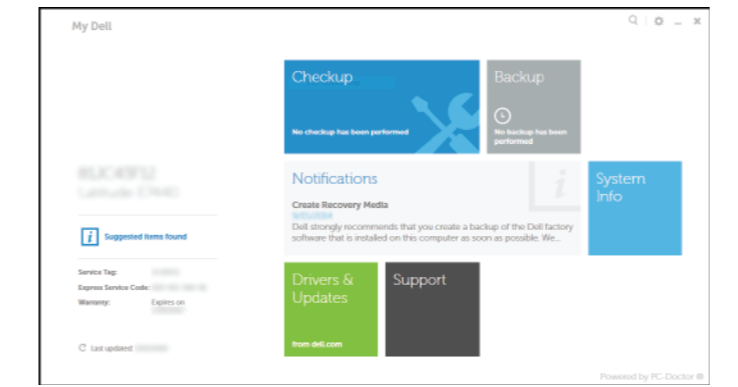 My Dell
Checkup
No checkup has been performed
Backup
No backup has been
performed
Notifications
Create Recovery Media
Dell strongly recommends that you create a backup of the Dell factory
software that is installed on this computer as soon as possible. We...
System
Info
Suggested items found
Service Tag:
Express Service Code:
Warranty: Expires on
Last updated:
Drivers &
Updates
from dell.com
Support
Powered by PC-Doctor ®